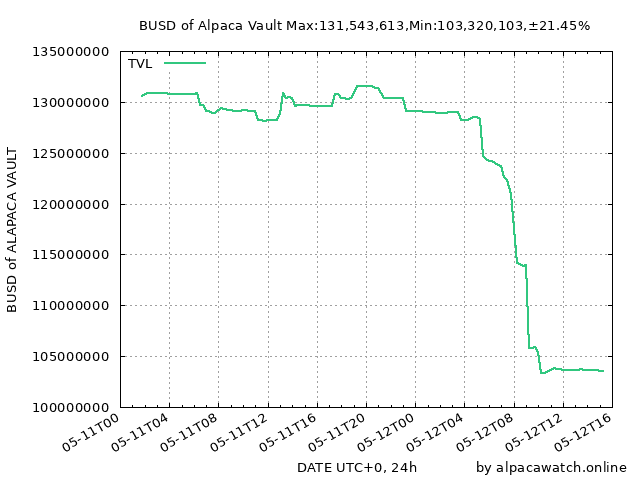 BUSD of Alpaca Vault Max:131,543,613,Min:103,320,103,±21.45%
TVL
135000000
130000000
125000000
120000000
115000000
110000000
105000000
100000000
BUSD of ALAPACA VAULT
05-11T00
05-11T04
05-11T08
05-11T12
05-11T16
05-11T20
05-12T00
05-12T04
05-12T08
05-12T12
05-12T16
DATE UTC+0, 24h
by alpacawatch.online